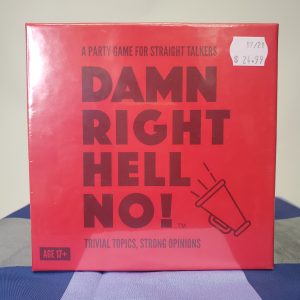 A PARTY GAME FOR STRAIGHT TALKERS
$ 24.99
DAMN
RIGHT
HELL
NO!™
TRIVIAL TOPICS, STRONG OPINIONS
AGE 17+